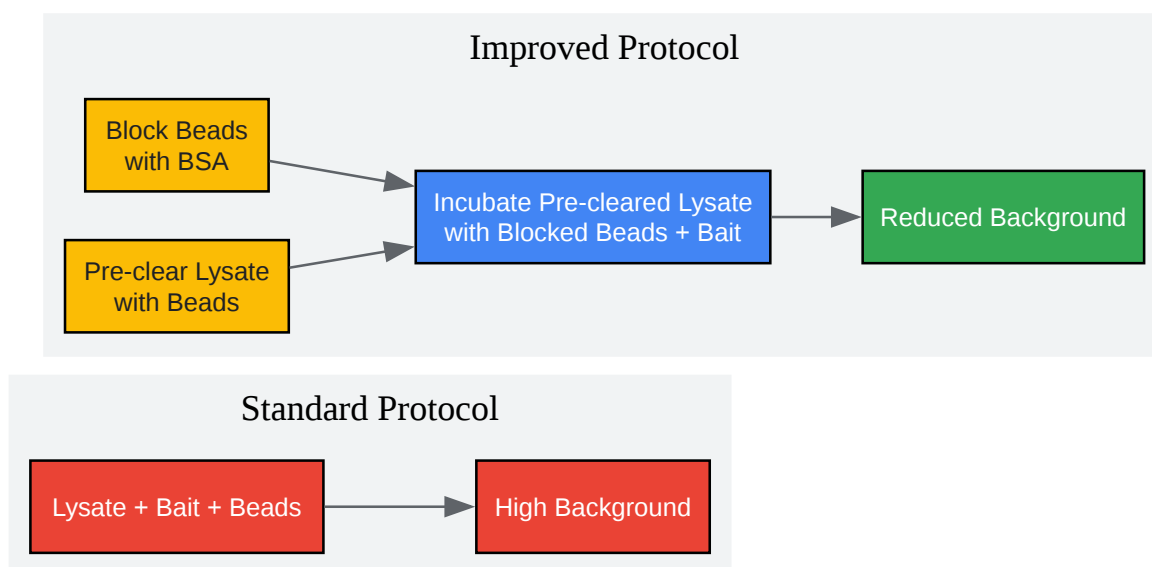 Improved Protocol
Block Beads
with BSA
Pre-clear Lysate
with Beads
Incubate Pre-cleared Lysate
with Blocked Beads + Bait
Reduced Background
Standard Protocol
Lysate + Bait + Beads
High Background